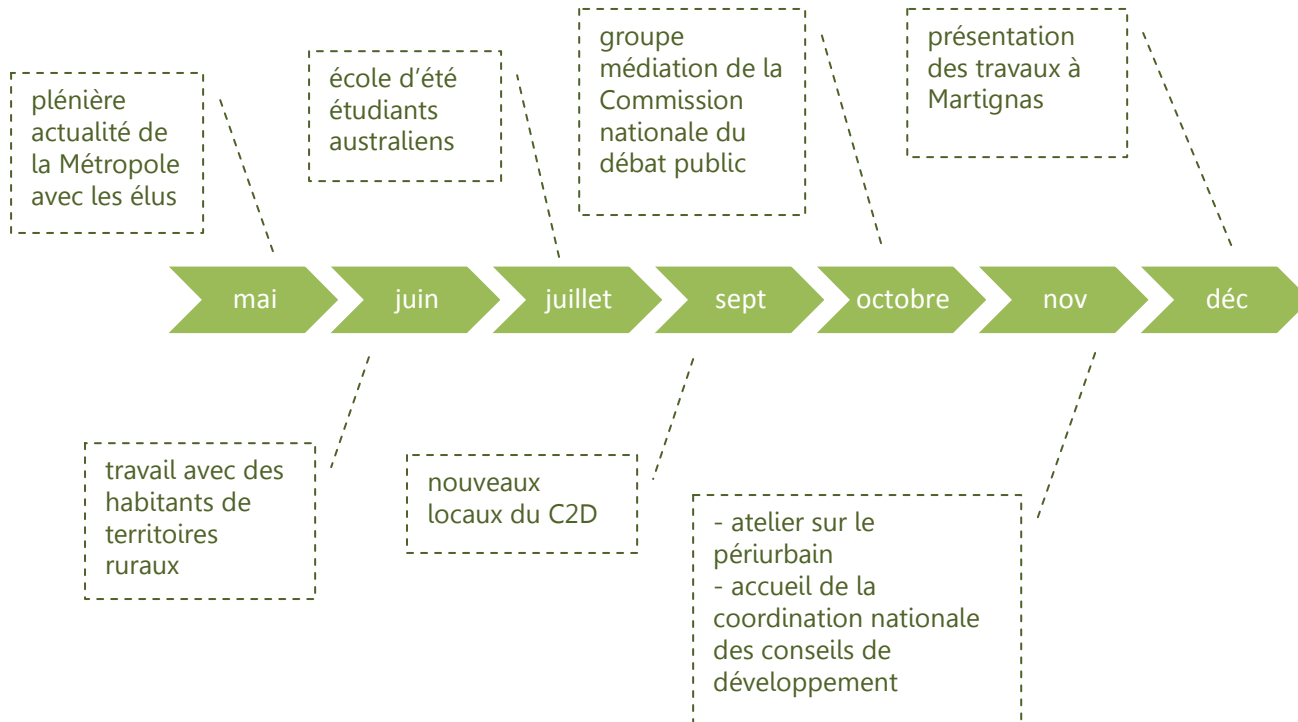 plénière
actualité de
la Métropole
avec les élus
école d’été
étudiants
australiens
groupe
médiation de la
Commission
nationale du
débat public
présentation
des travaux à
Martignas
mai
juin
juillet
sept
octobre
nov
déc
travail avec des
habitants de
territoires
ruraux
nouveaux
locaux du C2D
- atelier sur le
périurbain
- accueil de la
coordination nationale
des conseils de
développement